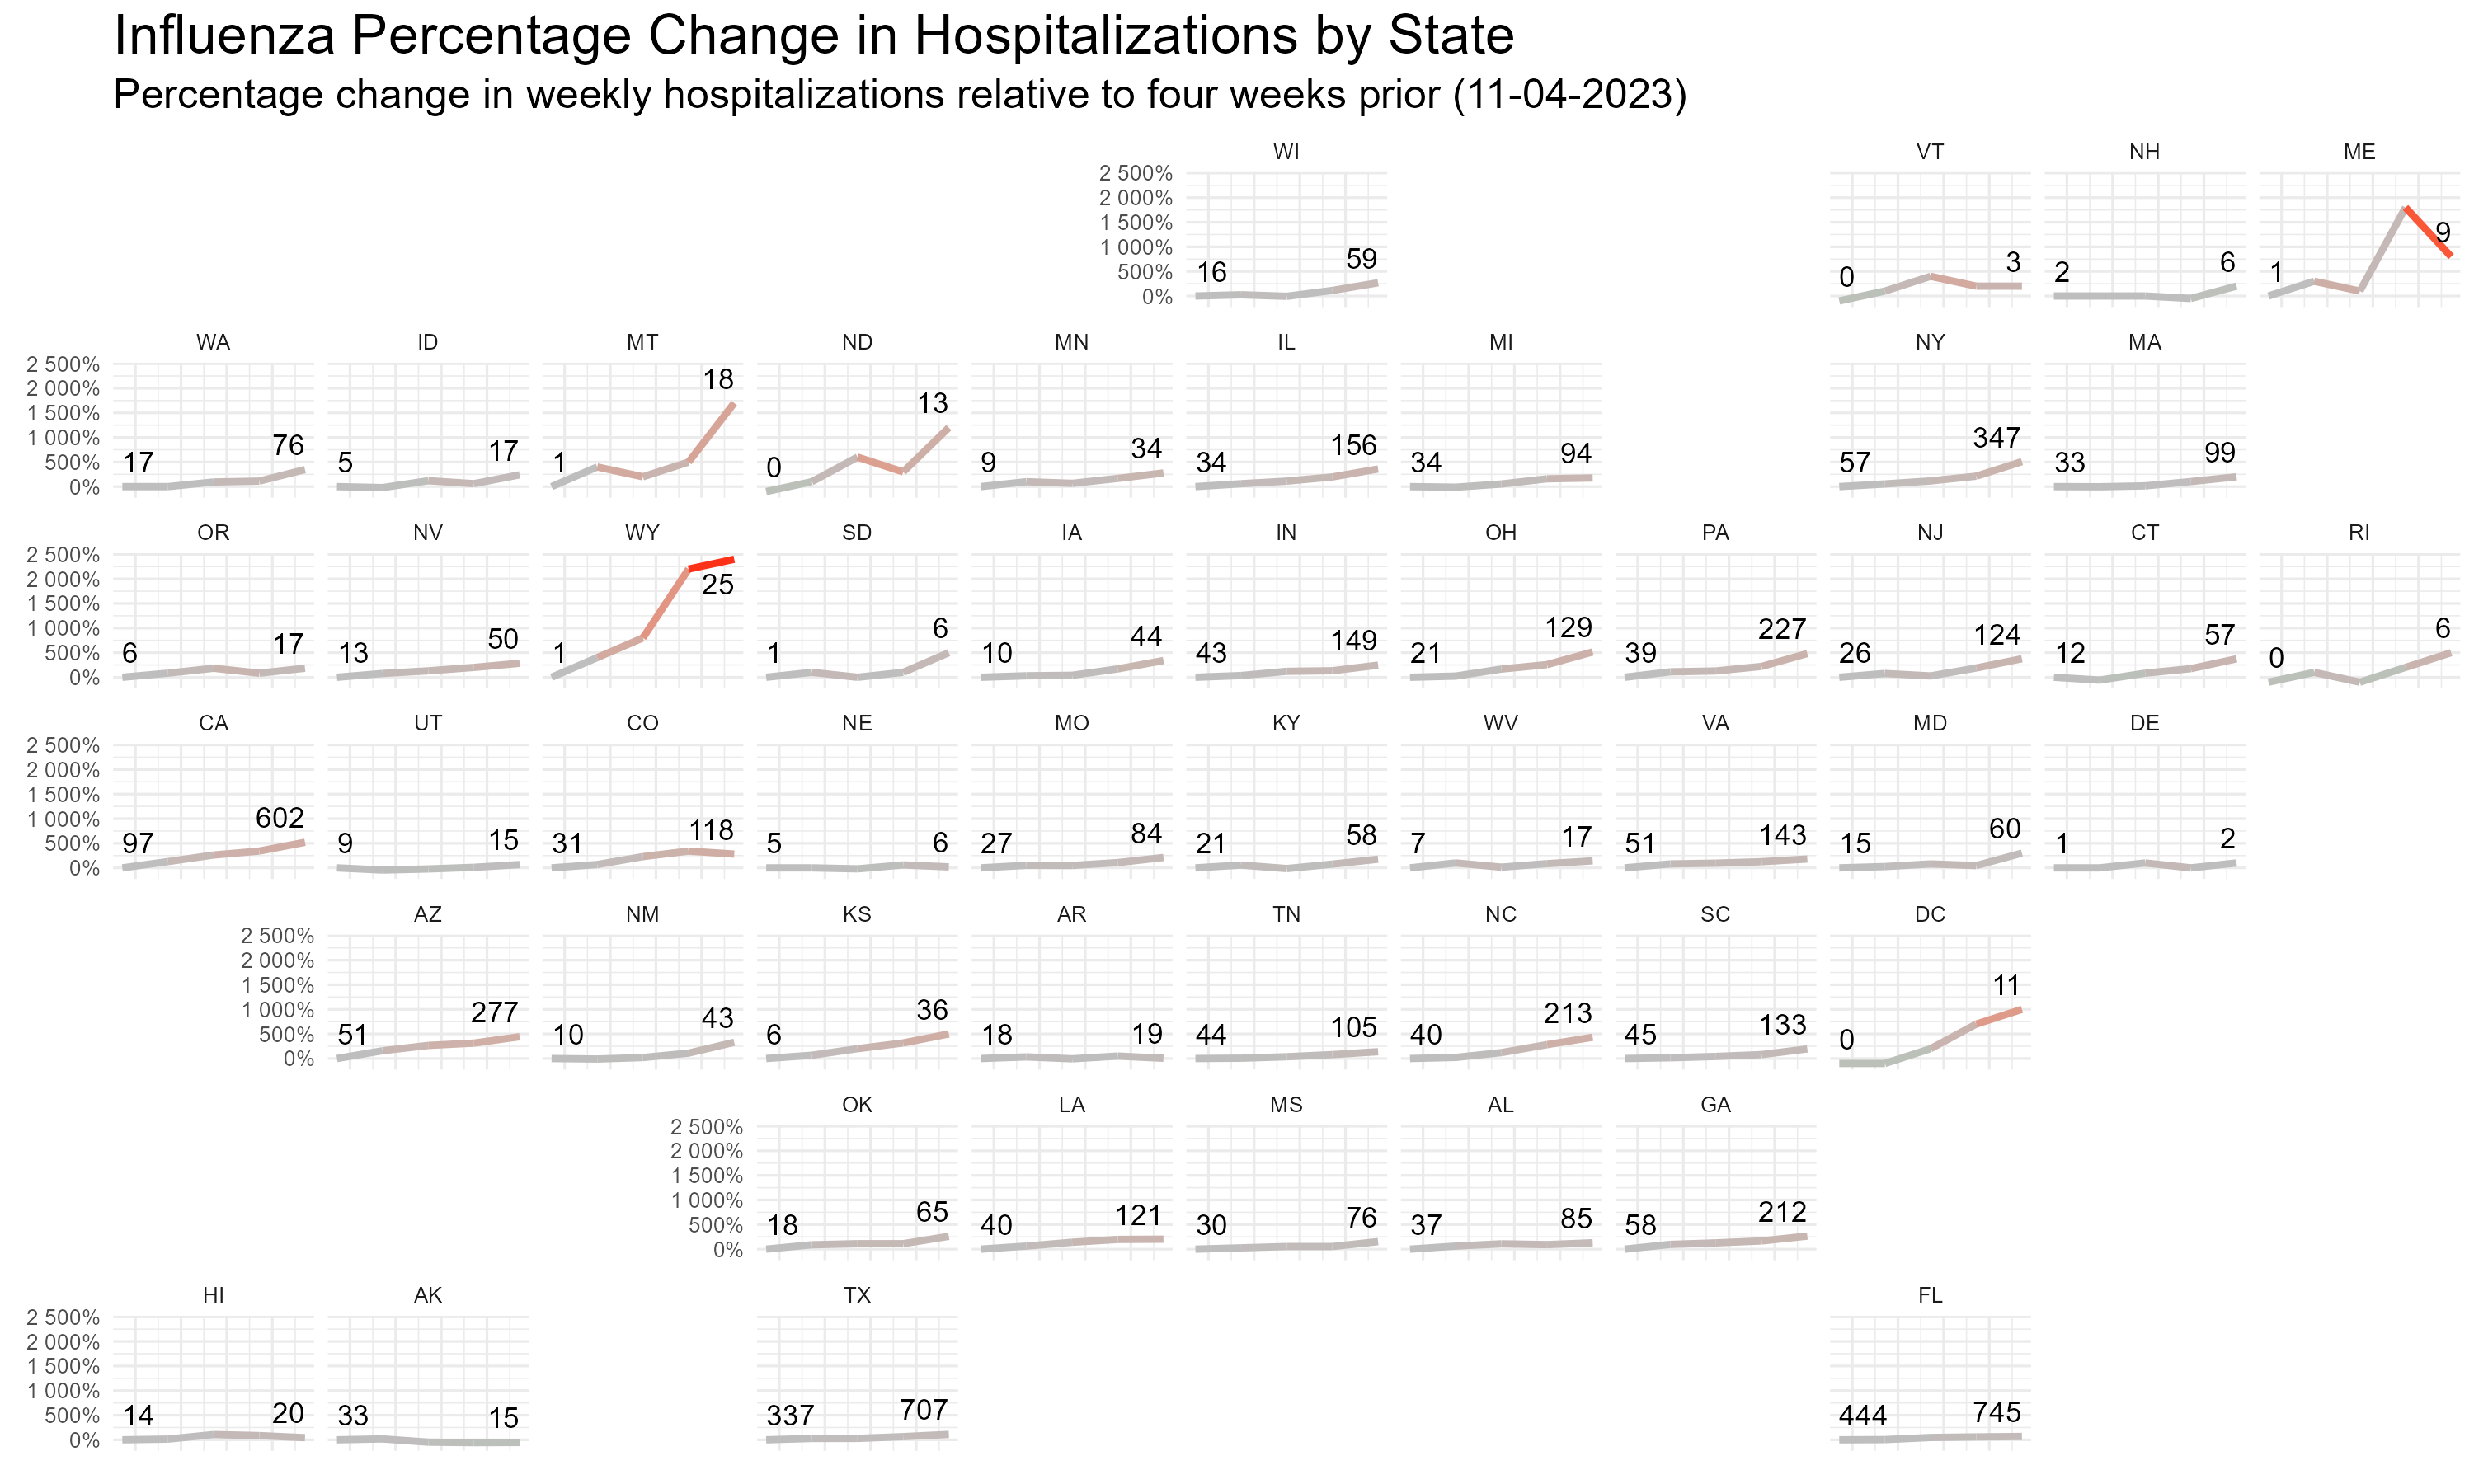 Influenza Percentage Change in Hospitalizations by State
Percentage change in weekly hospitalizations relative to four weeks prior (11-04-2023)
WI VT NH ME
2 500%
2 000%
1 500%
1 000%
500%
0%
16 59 0 3 2 6 1 9
WA ID MT ND MN IL MI NY MA
2 500%
2 000%
1 500%
1 000%
500%
0%
17 76 5 17 1 18 0 13 9 34 34 156 34 94 57 347 33 99
OR NV WY SD IA IN OH PA NJ CT RI
2 500%
2 000%
1 500%
1 000%
500%
0%
6 17 13 50 1 25 1 6 10 44 43 149 21 129 39 227 26 124 12 57 0 6
CA UT CO NE MO KY WV VA MD DE
2 500%
2 000%
1 500%
1 000%
500%
0%
97 602 9 15 31 118 5 6 27 84 21 58 7 17 51 143 15 60 1 2
AZ NM KS AR TN NC SC DC
2 500%
2 000%
1 500%
1 000%
500%
0%
51 277 10 43 6 36 18 19 44 105 40 213 45 133 0 11
OK LA MS AL GA
2 500%
2 000%
1 500%
1 000%
500%
0%
18 65 40 121 30 76 37 85 58 212
HI AK TX FL
2 500%
2 000%
1 500%
1 000%
500%
0%
14 20 33 15 337 707 444 745